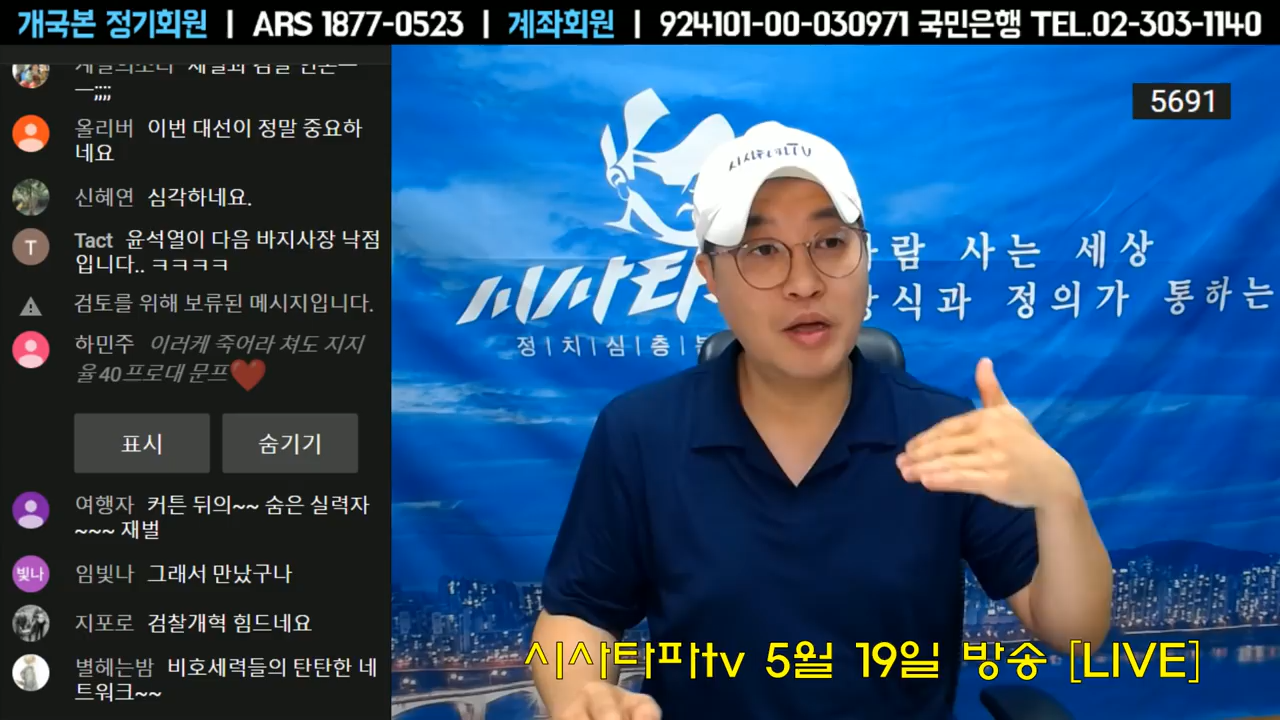 개국본 정기회원 | ARS 1877-0523 | 계좌회원 | 924101-00-030971 국민은행 TEL.02-303-1140
ㅡ;;;;
올리버 이번 대선이 정말 중요하
네요
신혜연 심각하네요.
Tact 윤석열이 다음 바지사장 낙점
입니다.. ㅋㅋㅋㅋ
검토를 위해 보류된 메시지입니다.
하민주 이러케 죽어라 쳐도 지지
율40프로대 문프❤️
표시 숨기기
여행자 커튼 뒤의~~ 숨은 실력자
~~~ 재벌
빛나 임빛나 그래서 만났구나
지포로 검찰개혁 힘드네요
별헤는밤 비호세력들의 탄탄한 네
트워크~~
5691
시사타파TV
람 사는 세상
시사타
상식과 정의가 통하는
정|치|심|층|
시사타파tv 5월 19일 방송 [LIVE]